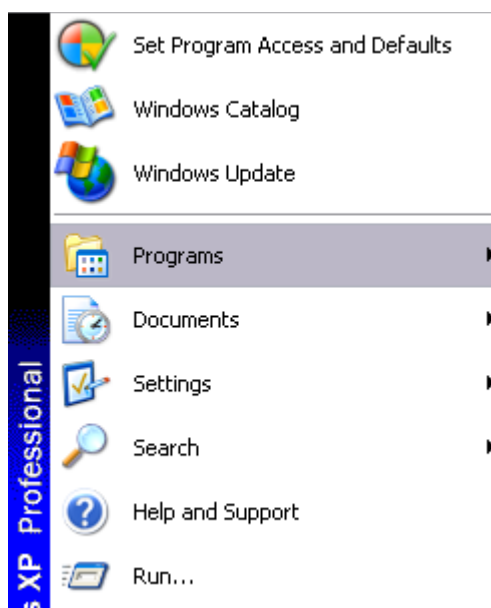 Set Program Access and Defaults
Windows Catalog
Windows Update
Programs
Documents
Settings
Search
Help and Support
Run...
s XP Professional